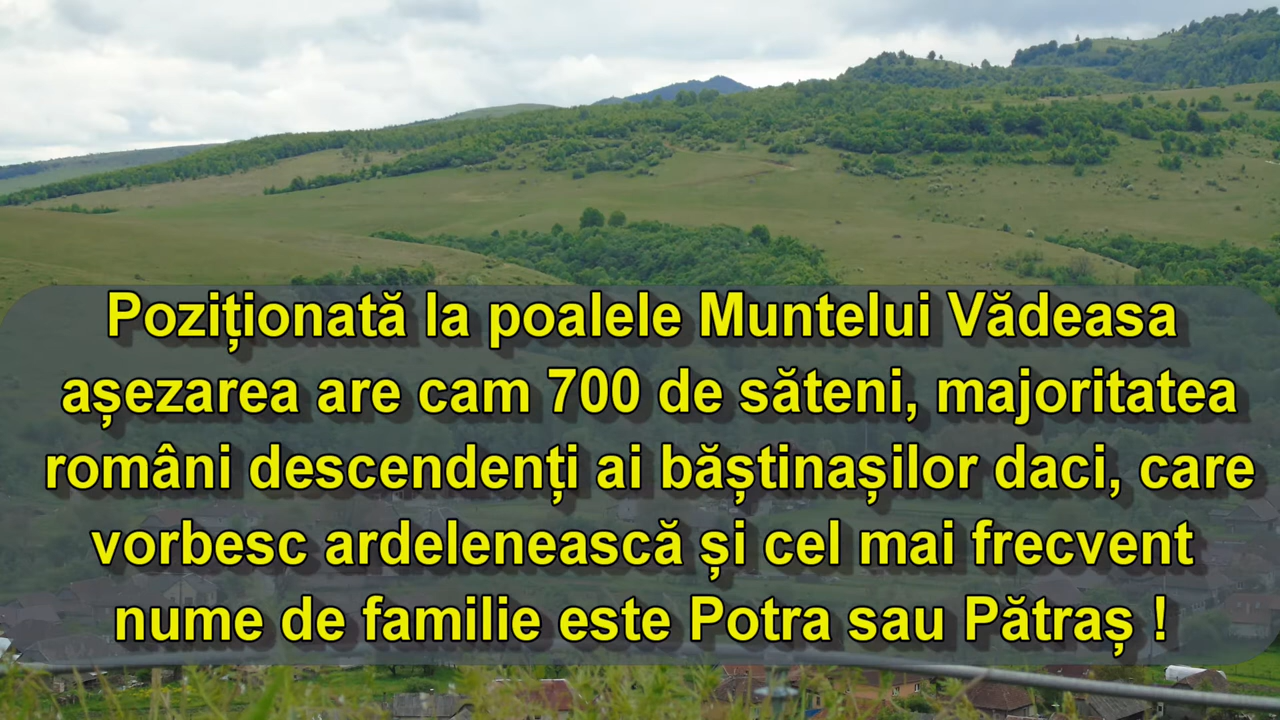 Poziționată la poalele Muntelui Vădeasa
așezarea are cam 700 de săteni, majoritatea
români descendenți ai băștinașilor daci, care
vorbesc ardelenească și cel mai frecvent
nume de familie este Potra sau Pătraș !